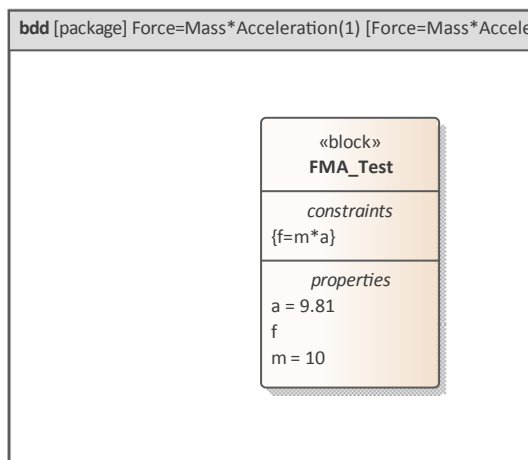 bdd [package] Force=Mass*Acceleration(1) [Force=Mass*Accele
«block»
FMA_Test
constraints
{f=m*a}
properties
a = 9.81
f
m = 10